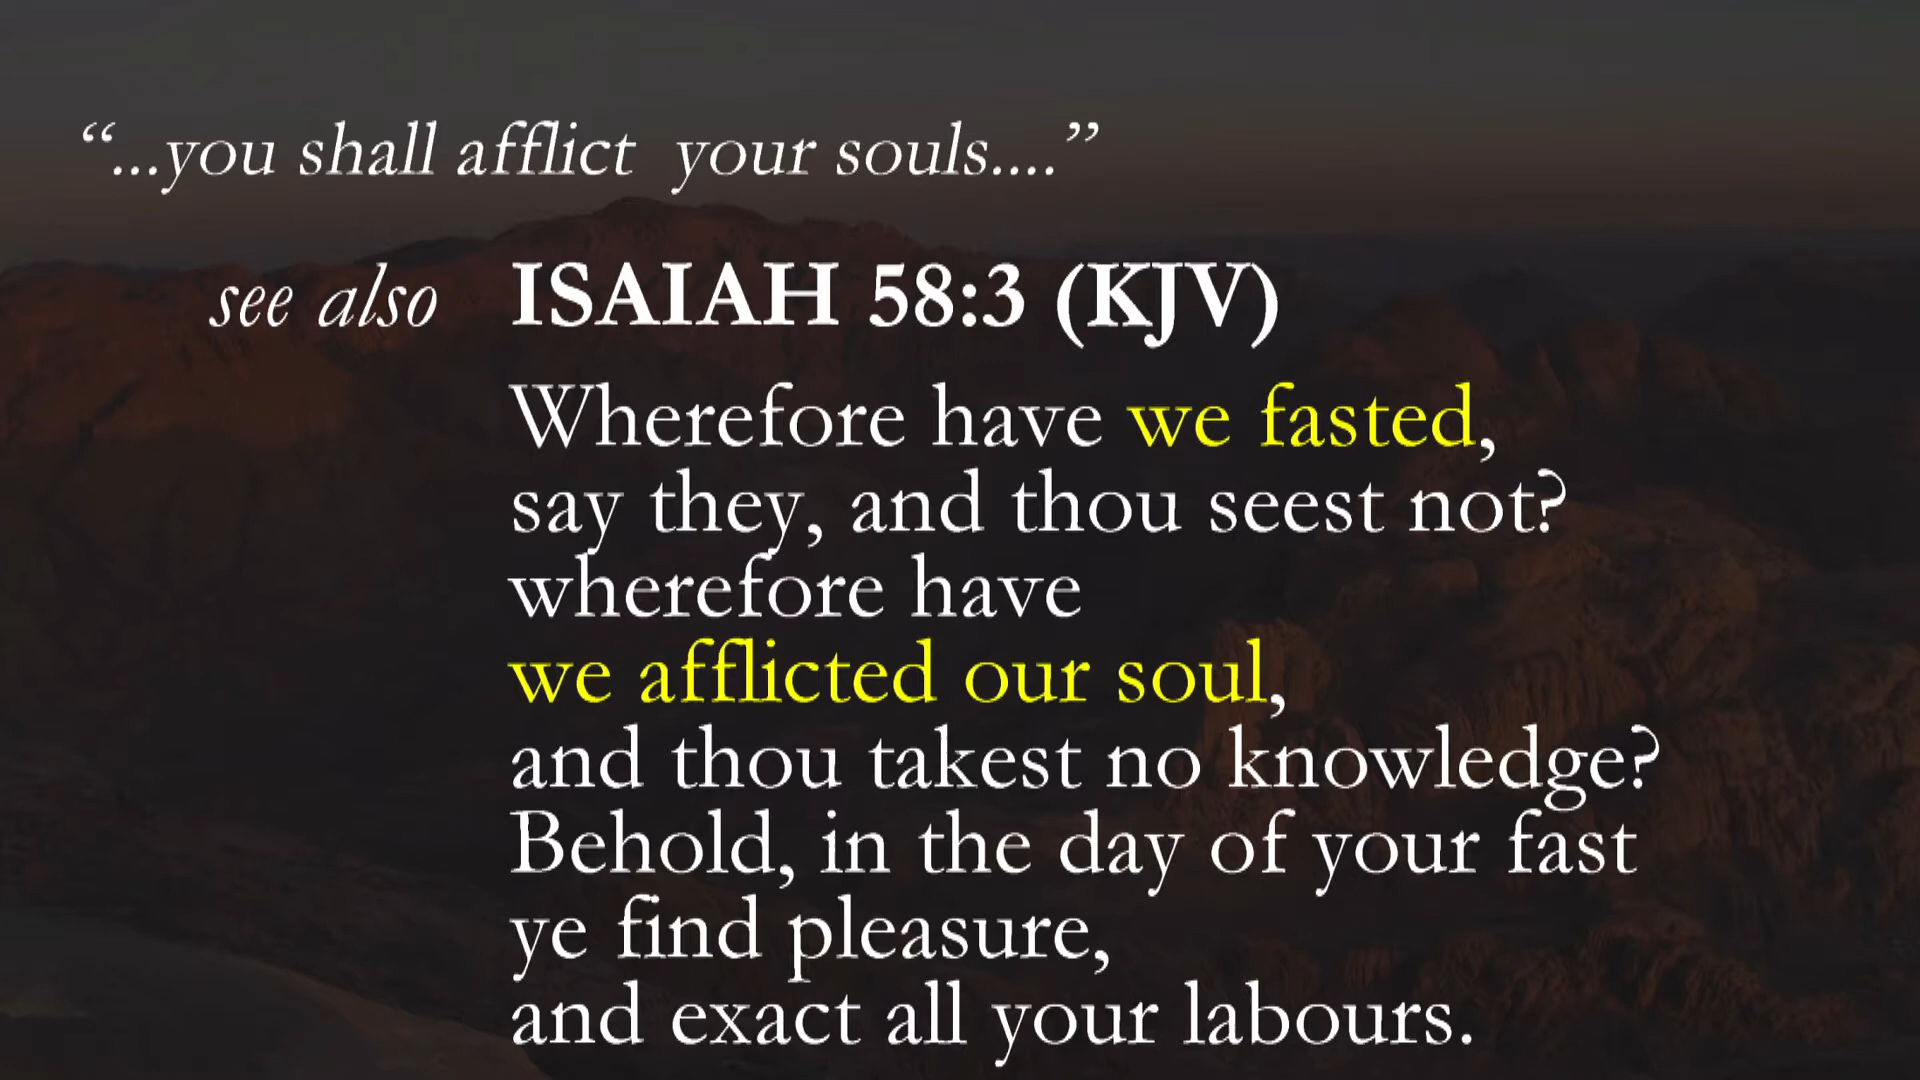 “...you shall afflict  your souls....”
see also ISAIAH 58:3 (KJV)
Wherefore have we fasted,
say they, and thou seest not?
wherefore have
we afflicted our soul,
and thou takest no knowledge?
Behold, in the day of your fast
ye find pleasure,
and exact all your labours.